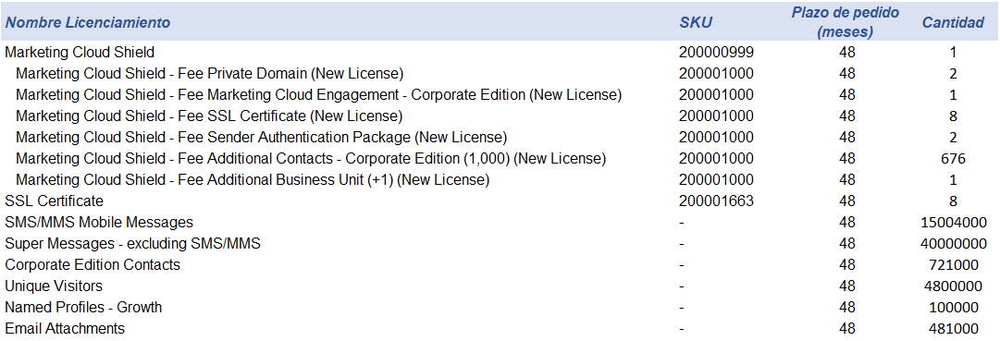 Nombre Licenciamiento SKU Plazo de pedido (meses) Cantidad
Marketing Cloud Shield 200000999 48 1
Marketing Cloud Shield - Fee Private Domain (New License) 200001000 48 2
Marketing Cloud Shield - Fee Marketing Cloud Engagement - Corporate Edition (New License) 200001000 48 1
Marketing Cloud Shield - Fee SSL Certificate (New License) 200001000 48 8
Marketing Cloud Shield - Fee Sender Authentication Package (New License) 200001000 48 2
Marketing Cloud Shield - Fee Additional Contacts - Corporate Edition (1,000) (New License) 200001000 48 676
Marketing Cloud Shield - Fee Additional Business Unit (+1) (New License) 200001000 48 1
SSL Certificate 200001663 48 8
SMS/MMS Mobile Messages - 48 15004000
Super Messages - excluding SMS/MMS - 48 40000000
Corporate Edition Contacts - 48 721000
Unique Visitors - 48 4800000
Named Profiles - Growth - 48 100000
Email Attachments - 48 481000